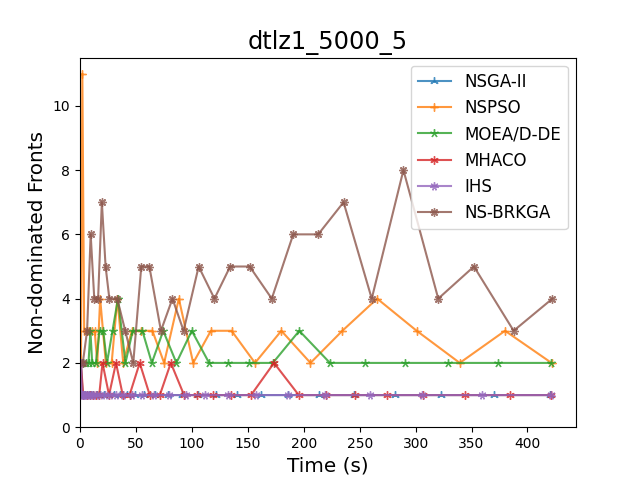 dtlz1_5000_5
Non-dominated Fronts
10
8
6
4
2
0
NSGA-II
NSPSO
MOEA/D-DE
MHACO
IHS
NS-BRKGA
0 50 100 150 200 250 300 350 400
Time (s)